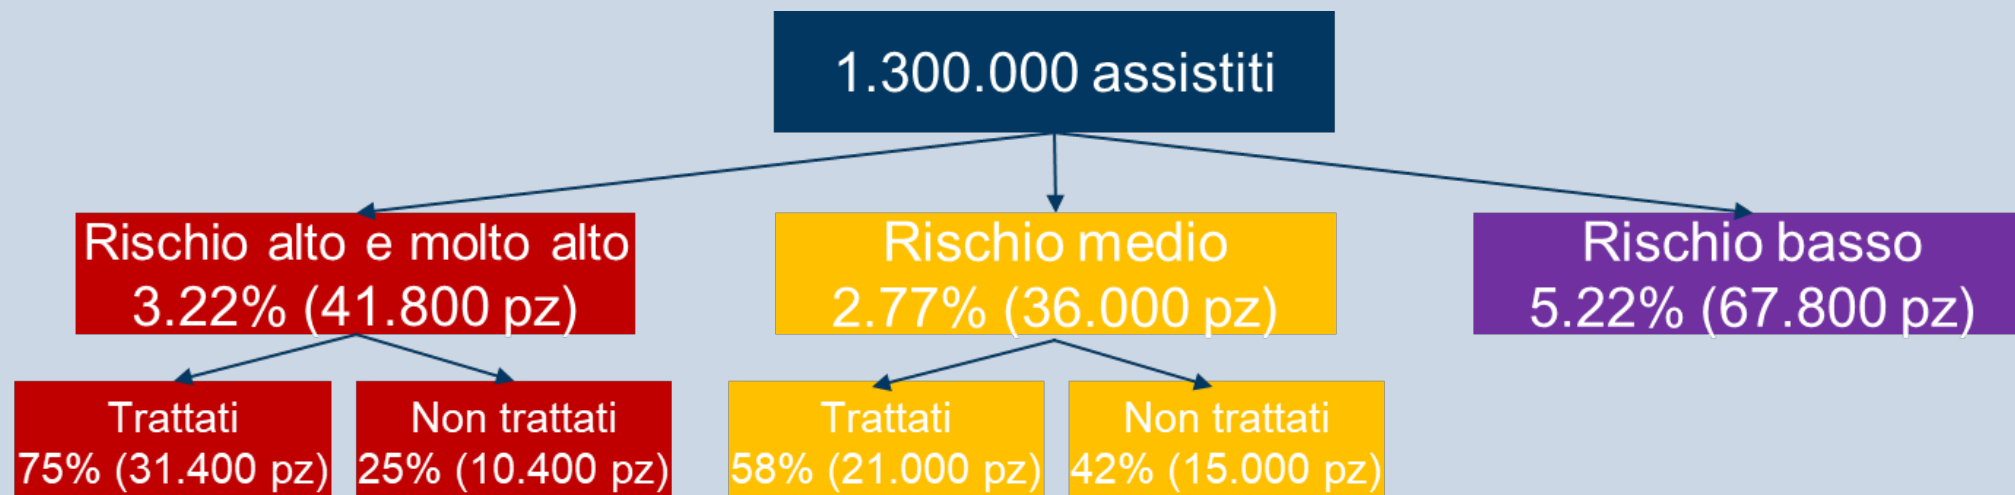 1.300.000 assistiti
Rischio alto e molto alto
3.22% (41.800 pz)
Rischio medio
2.77% (36.000 pz)
Rischio basso
5.22% (67.800 pz)
Trattati
75% (31.400 pz)
Non trattati
25% (10.400 pz)
Trattati
58% (21.000 pz)
Non trattati
42% (15.000 pz)